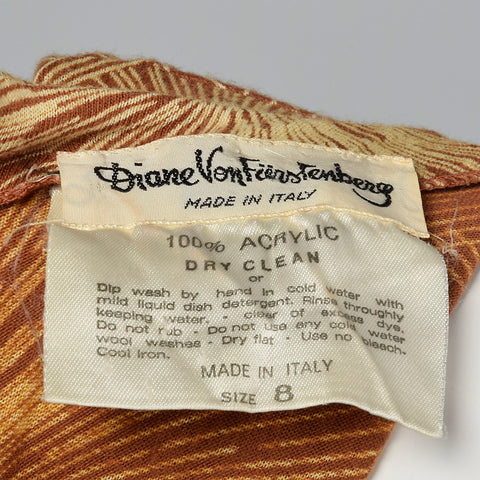 Diane Von Fürstenberg
MADE IN ITALY
100% ACRYLIC
DRY CLEAN
or
Dip wash by hand in cold water with
mild liquid dish detergent. Rinse throughly
keeping water. - clear of excess dye.
Do not rub - Do not use any cold water
wool washes - Dry flat - Use no bleach.
Cool Iron.
MADE IN ITALY
SIZE 8